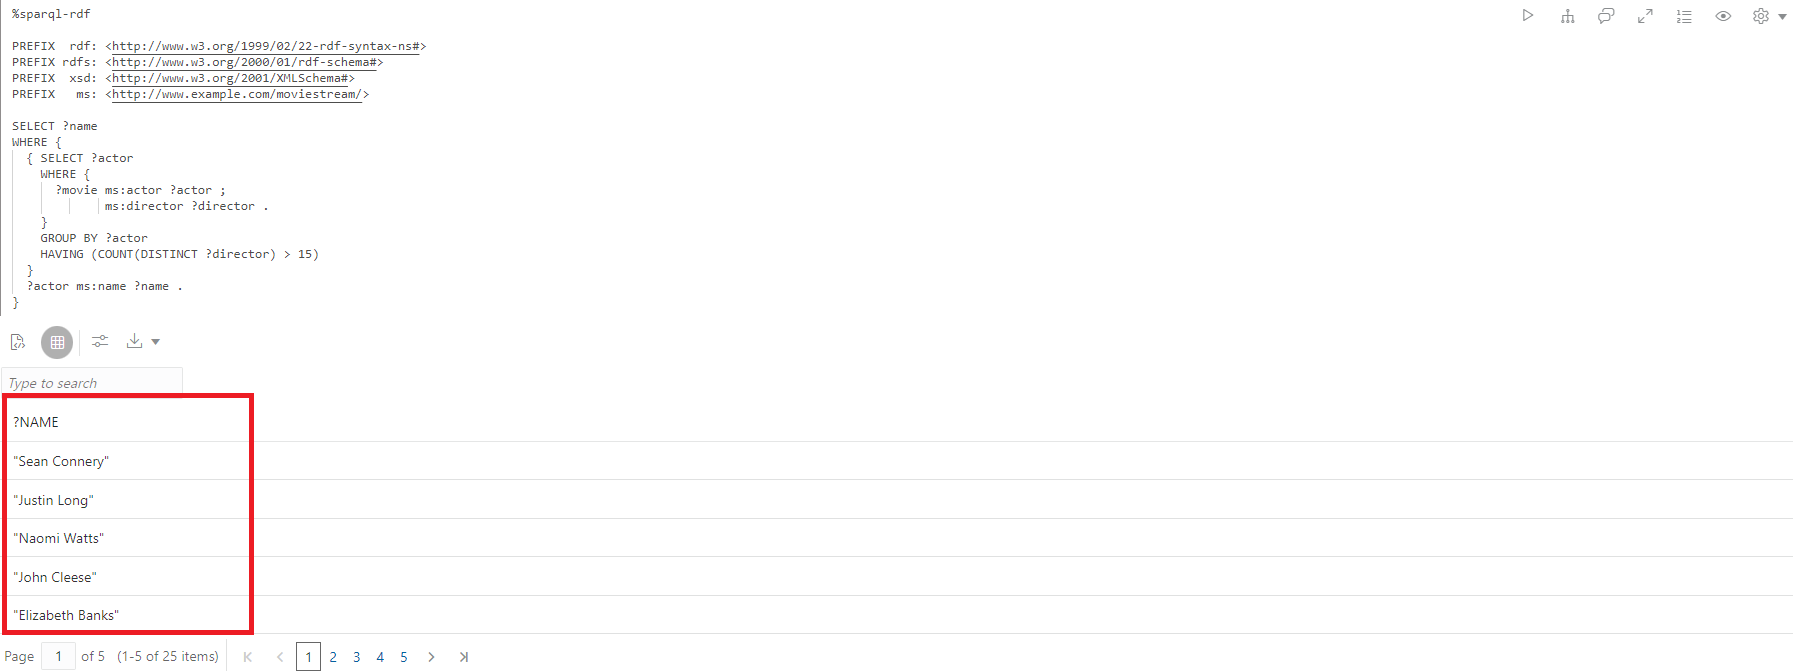 %sparql-rdf
PREFIX  rdf: <http://www.w3.org/1999/02/22-rdf-syntax-ns#>
PREFIX rdfs: <http://www.w3.org/2000/01/rdf-schema#>
PREFIX  xsd: <http://www.w3.org/2001/XMLSchema#>
PREFIX   ms: <http://www.example.com/moviestream/>
SELECT ?name
WHERE {
  { SELECT ?actor
    WHERE {
      ?movie ms:actor ?actor ;
             ms:director ?director .
    }
    GROUP BY ?actor
    HAVING (COUNT(DISTINCT ?director) > 15)
  }
  ?actor ms:name ?name .
}
Type to search
?NAME
"Sean Connery"
"Justin Long"
"Naomi Watts"
"John Cleese"
"Elizabeth Banks"
Page 1 of 5 (1-5 of 25 items) 1 2 3 4 5